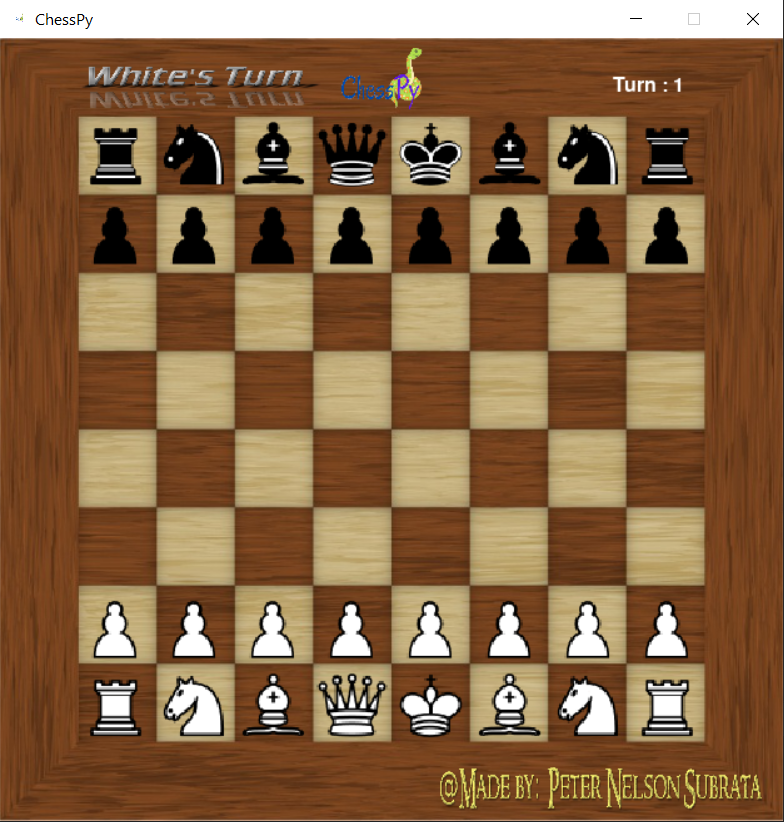 ChessPy
White's Turn
ChessPy
Turn : 1
@Made by: Peter Nelson Subrata